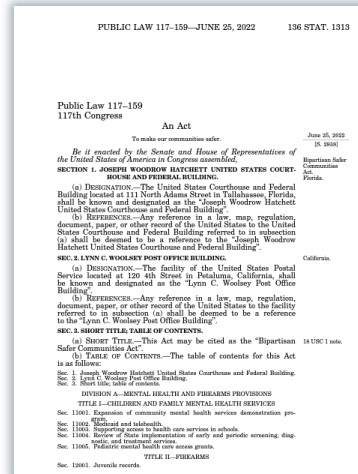 PUBLIC LAW 117–159—JUNE 25, 2022 136 STAT. 1313
Public Law 117–159
117th Congress
An Act
To make our communities safer.
June 25, 2022
[S. 2938]
Be it enacted by the Senate and House of Representatives of
the United States of America in Congress assembled,
Bipartisan Safer
Communities
Act.
Florida.
SECTION 1. JOSEPH WOODROW HATCHETT UNITED STATES COURT-
HOUSE AND FEDERAL BUILDING.
(a) DESIGNATION.—The United States Courthouse and Federal
Building located at 111 North Adams Street in Tallahassee, Florida,
shall be known and designated as the “Joseph Woodrow Hatchett
United States Courthouse and Federal Building”.
(b) REFERENCES.—Any reference in a law, map, regulation,
document, paper, or other record of the United States to the United
States Courthouse and Federal Building referred to in subsection
(a) shall be deemed to be a reference to the “Joseph Woodrow
Hatchett United States Courthouse and Federal Building”.
SEC. 2. LYNN C. WOOLSEY POST OFFICE BUILDING.
California.
(a) DESIGNATION.—The facility of the United States Postal
Service located at 120 4th Street in Petaluma, California, shall
be known and designated as the “Lynn C. Woolsey Post Office
Building”.
(b) REFERENCES.—Any reference in a law, map, regulation,
document, paper, or other record of the United States to the facility
referred to in subsection (a) shall be deemed to be a reference
to the “Lynn C. Woolsey Post Office Building”.
SEC. 3. SHORT TITLE; TABLE OF CONTENTS.
(a) SHORT TITLE.—This Act may be cited as the “Bipartisan
Safer Communities Act”.
18 USC 1 note.
(b) TABLE OF CONTENTS.—The table of contents for this Act
is as follows:
Sec. 1. Joseph Woodrow Hatchett United States Courthouse and Federal Building.
Sec. 2. Lynn C. Woolsey Post Office Building.
Sec. 3. Short title; table of contents.
DIVISION A—MENTAL HEALTH AND FIREARMS PROVISIONS
TITLE I—CHILDREN AND FAMILY MENTAL HEALTH SERVICES
Sec. 11001. Expansion of community mental health services demonstration pro-
gram.
Sec. 11002. Medicaid and telehealth.
Sec. 11003. Supporting access to health care services in schools.
Sec. 11004. Review of State implementation of early and periodic screening, diag-
nostic, and treatment services.
Sec. 11005. Pediatric mental health care access grants.
TITLE II—FIREARMS
Sec. 12001. Juvenile records.